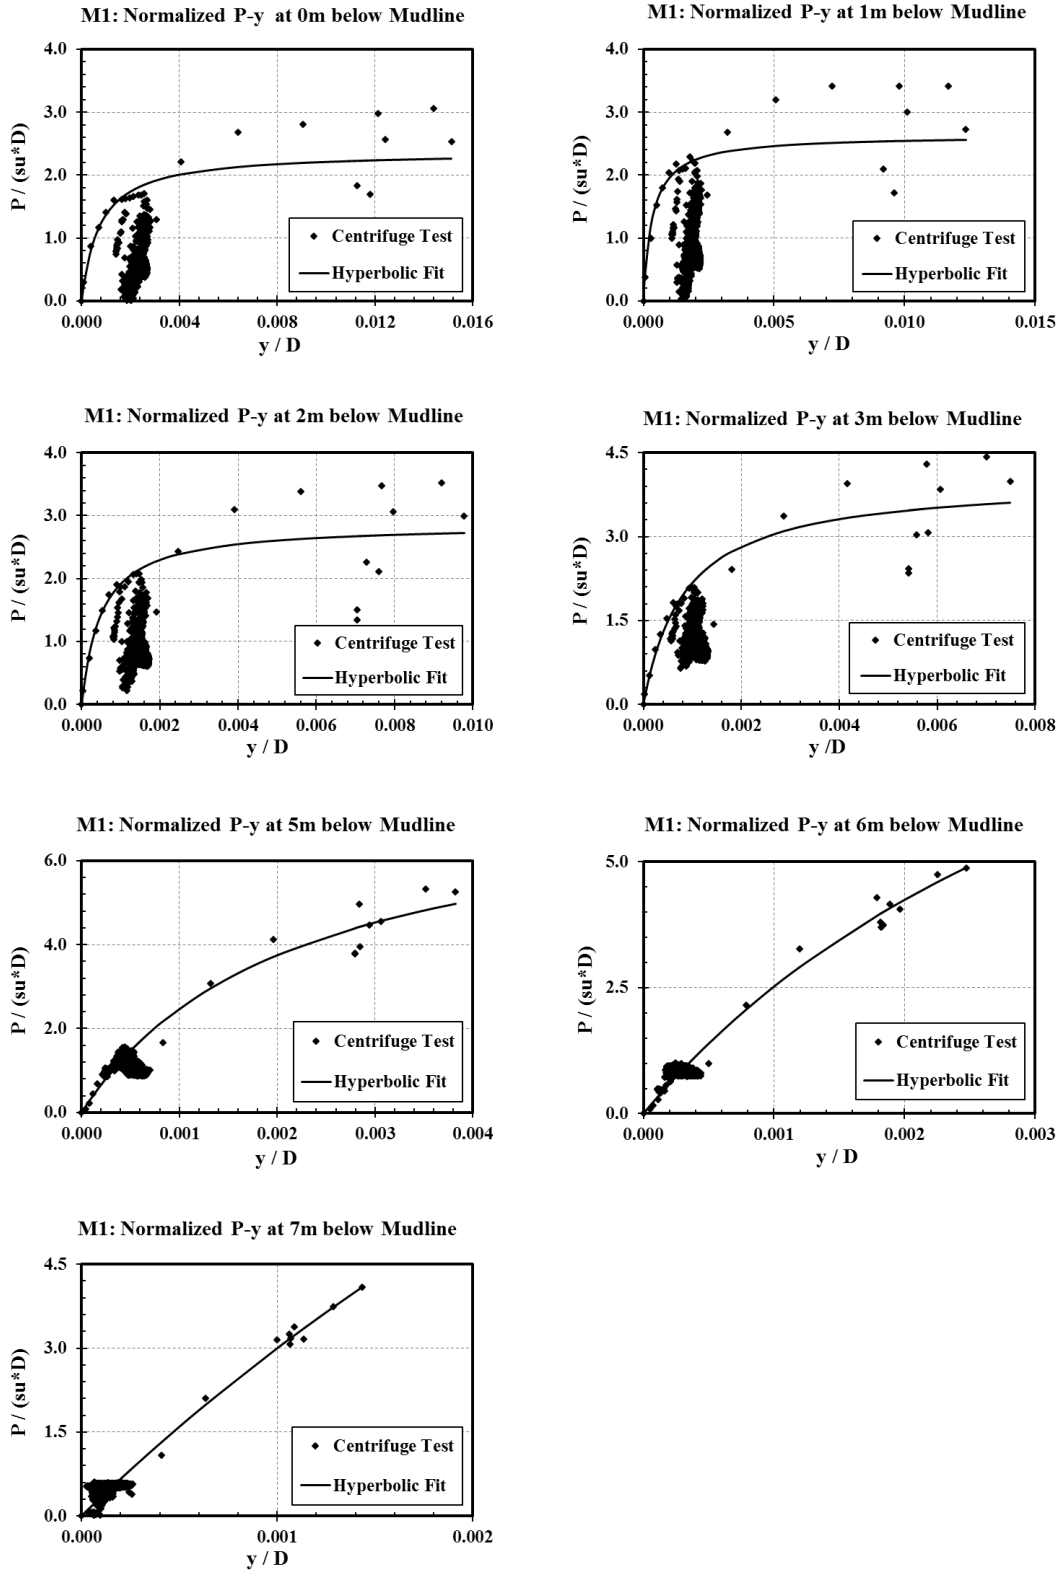 M1: Normalized P-y at 0m below Mudline
4.0
3.0
2.0
1.0
0.0
P / (su*D)
Centrifuge Test
Hyperbolic Fit
0.000 0.004 0.008 0.012 0.016
y / D
M1: Normalized P-y at 1m below Mudline
4.0
3.0
2.0
1.0
0.0
P / (su*D)
Centrifuge Test
Hyperbolic Fit
0.000 0.005 0.010 0.015
y / D
M1: Normalized P-y at 2m below Mudline
4.0
3.0
2.0
1.0
0.0
P / (su*D)
Centrifuge Test
Hyperbolic Fit
0.000 0.002 0.004 0.006 0.008 0.010
y / D
M1: Normalized P-y at 3m below Mudline
4.5
3.0
1.5
0.0
P / (su*D)
Centrifuge Test
Hyperbolic Fit
0.000 0.002 0.004 0.006 0.008
y /D
M1: Normalized P-y at 5m below Mudline
6.0
4.0
2.0
0.0
P / (su*D)
Centrifuge Test
Hyperbolic Fit
0.000 0.001 0.002 0.003 0.004
y / D
M1: Normalized P-y at 6m below Mudline
5.0
2.5
0.0
P / (su*D)
Centrifuge Test
Hyperbolic Fit
0.000 0.001 0.002 0.003
y / D
M1: Normalized P-y at 7m below Mudline
4.5
3.0
1.5
0.0
P / (su*D)
Centrifuge Test
Hyperbolic Fit
0.000 0.001 0.002
y / D